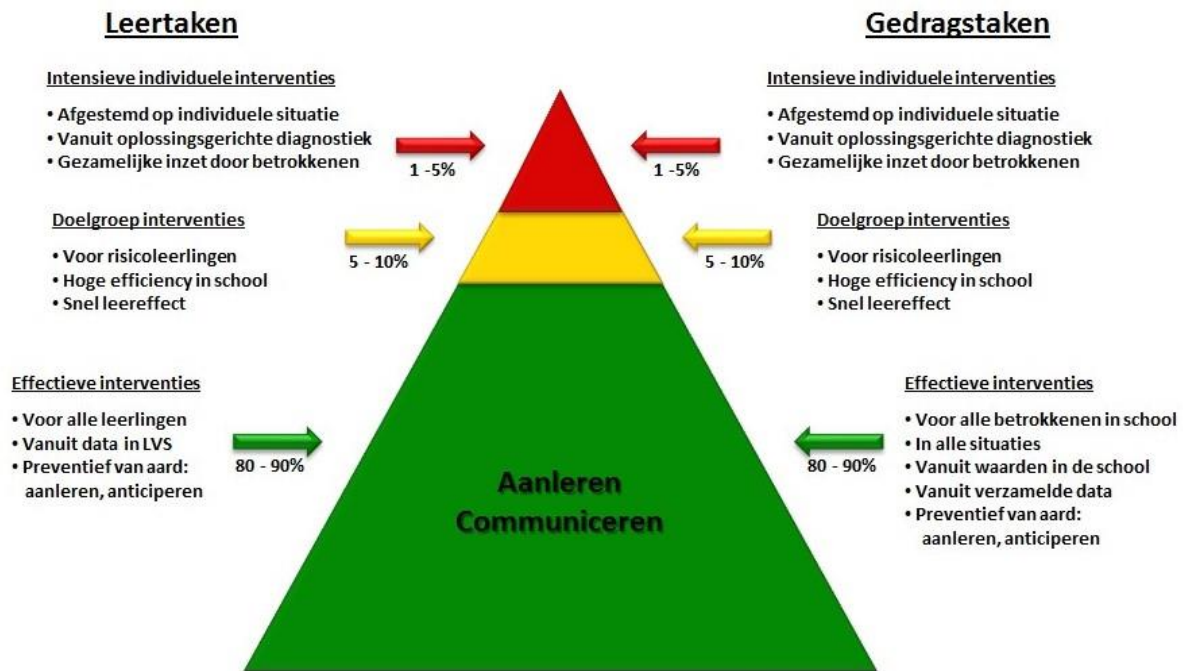 Leertaken
Intensieve individuele interventies
• Afgestemd op individuele situatie
• Vanuit oplossingsgerichte diagnostiek
• Gezamelijke inzet door betrokkenen
1 -5%
Doelgroep interventies
• Voor risicoleerlingen
• Hoge efficiency in school
• Snel leereffect
5 - 10%
Effectieve interventies
• Voor alle leerlingen
• Vanuit data in LVS
• Preventief van aard:
aanleren, anticiperen
80 - 90%
Aanleren
Communiceren
Gedragstaken
Intensieve individuele interventies
• Afgestemd op individuele situatie
• Vanuit oplossingsgerichte diagnostiek
• Gezamelijke inzet door betrokkenen
1 -5%
Doelgroep interventies
• Voor risicoleerlingen
• Hoge efficiency in school
• Snel leereffect
5 - 10%
Effectieve interventies
• Voor alle betrokkenen in school
• In alle situaties
• Vanuit waarden in de school
• Vanuit verzamelde data
• Preventief van aard:
aanleren, anticiperen
80 - 90%